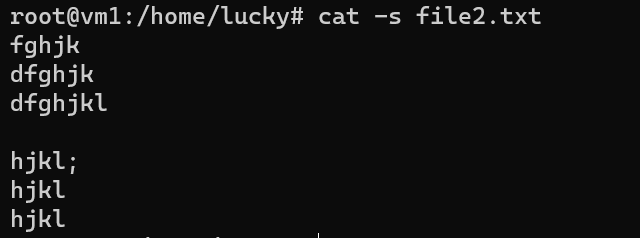 root@vm1:/home/lucky# cat -s file2.txt
fghjk
dfghjk
dfghjkl

hjkl;
hjkl
hjkl